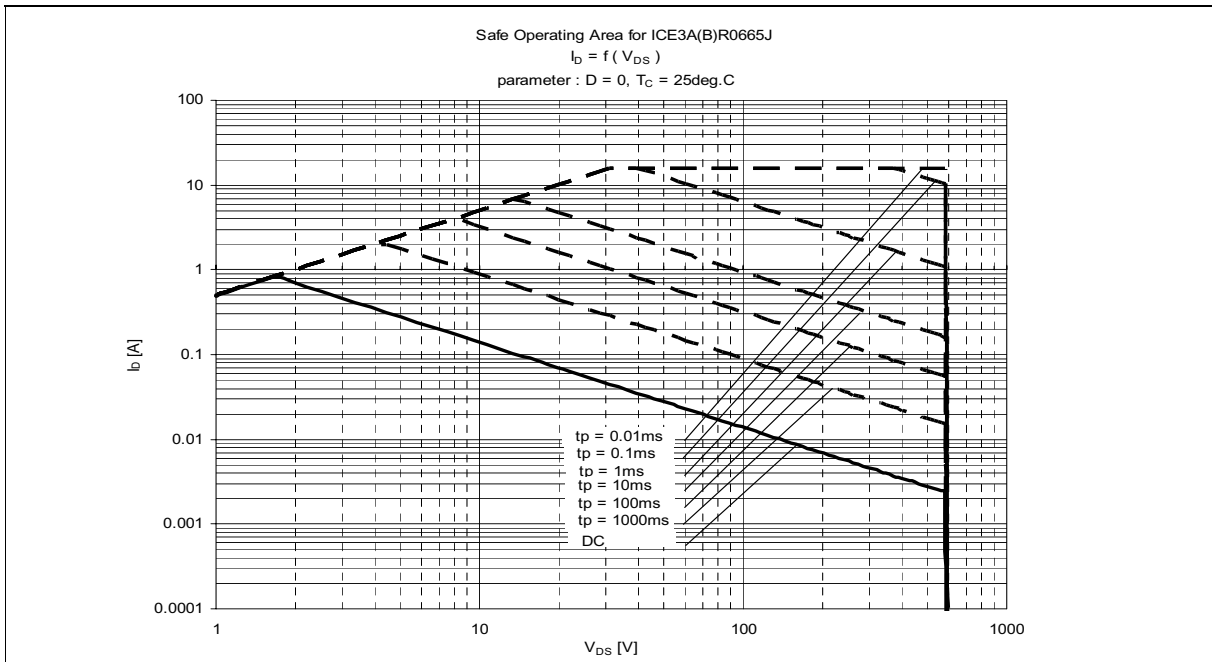 Safe Operating Area for ICE3A(B)R0665J
I_D = f ( V_DS )
parameter : D = 0, T_C = 25deg.C
100
10
1
0.1
0.01
0.001
0.0001
I_D [A]
tp = 0.01ms
tp = 0.1ms
tp = 1ms
tp = 10ms
tp = 100ms
tp = 1000ms
DC
1
10
100
1000
V_DS [V]